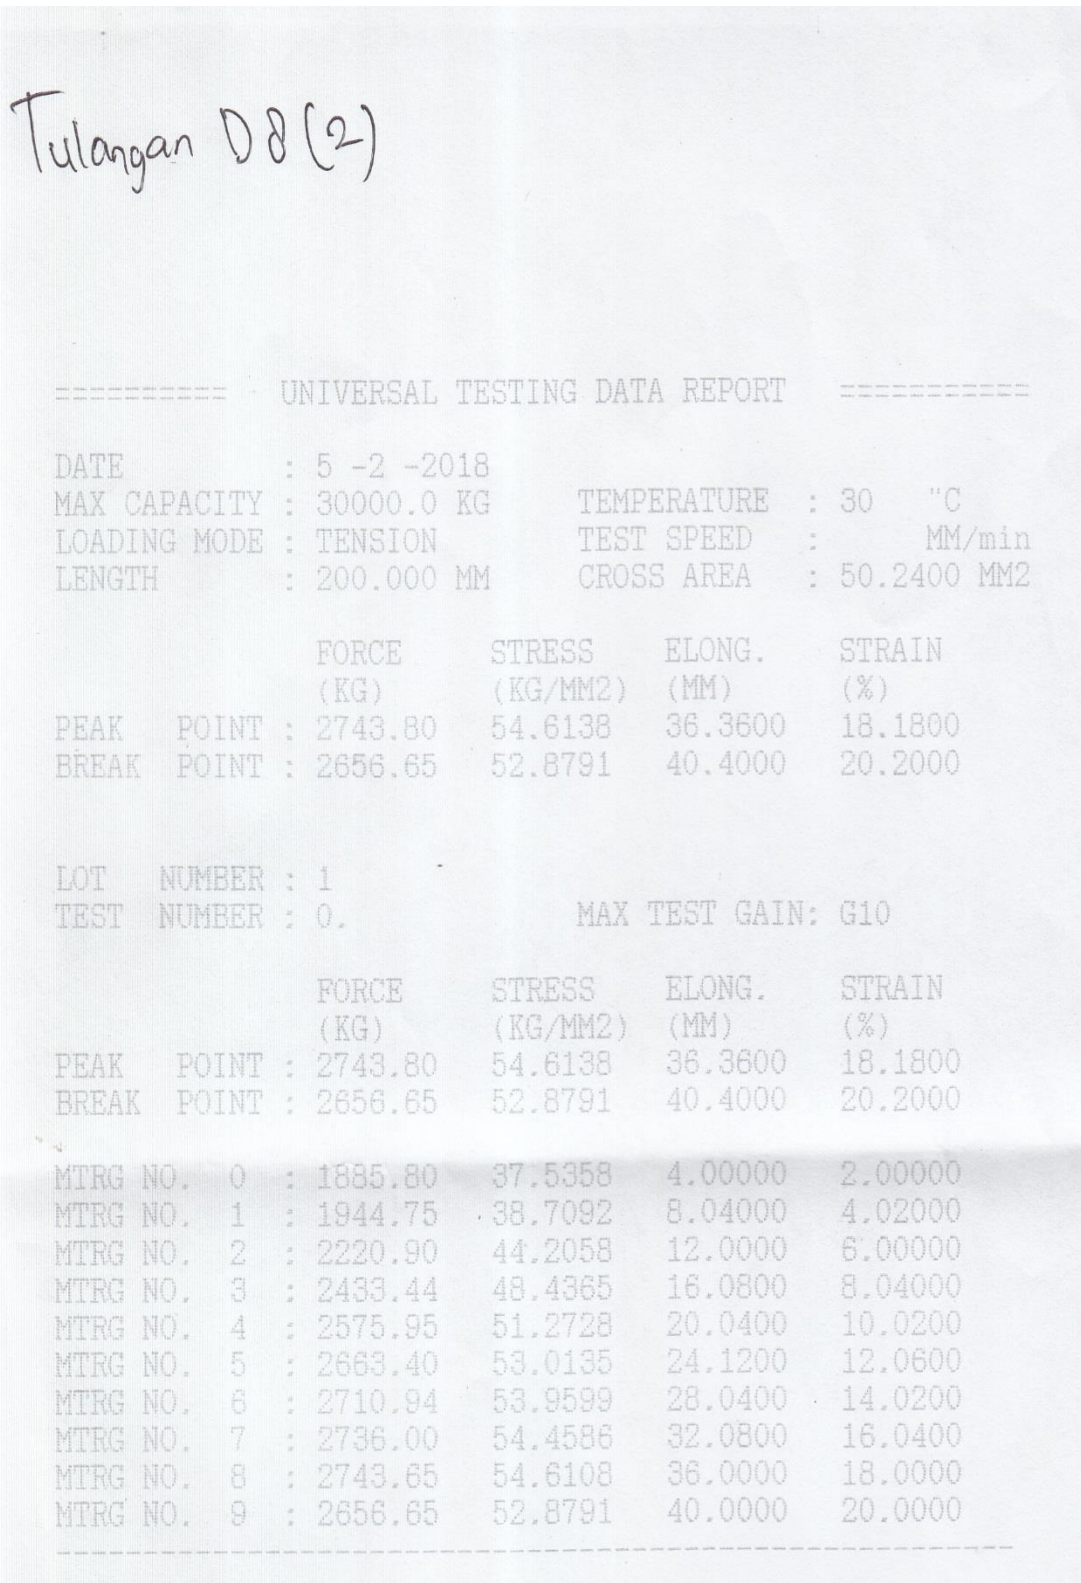 Tulangan D8 (2)
========== UNIVERSAL TESTING DATA REPORT ===========
DATE : 5 -2 -2018
MAX CAPACITY : 30000.0 KG TEMPERATURE : 30 "C
LOADING MODE : TENSION TEST SPEED : MM/min
LENGTH : 200.000 MM CROSS AREA : 50.2400 MM2
FORCE STRESS ELONG. STRAIN
(KG) (KG/MM2) (MM) (%)
PEAK POINT : 2743.80 54.6138 36.3600 18.1800
BREAK POINT : 2656.65 52.8791 40.4000 20.2000
LOT NUMBER : 1
TEST NUMBER : 0. MAX TEST GAIN: G10
FORCE STRESS ELONG. STRAIN
(KG) (KG/MM2) (MM) (%)
PEAK POINT : 2743.80 54.6138 36.3600 18.1800
BREAK POINT : 2656.65 52.8791 40.4000 20.2000
MTRG NO. 0 : 1885.80 37.5358 4.00000 2.00000
MTRG NO. 1 : 1944.75 38.7092 8.04000 4.02000
MTRG NO. 2 : 2220.90 44.2058 12.0000 6.00000
MTRG NO. 3 : 2433.44 48.4365 16.0800 8.04000
MTRG NO. 4 : 2575.95 51.2728 20.0400 10.0200
MTRG NO. 5 : 2663.40 53.0135 24.1200 12.0600
MTRG NO. 6 : 2710.94 53.9599 28.0400 14.0200
MTRG NO. 7 : 2736.00 54.4586 32.0800 16.0400
MTRG NO. 8 : 2743.65 54.6108 36.0000 18.0000
MTRG NO. 9 : 2656.65 52.8791 40.0000 20.0000